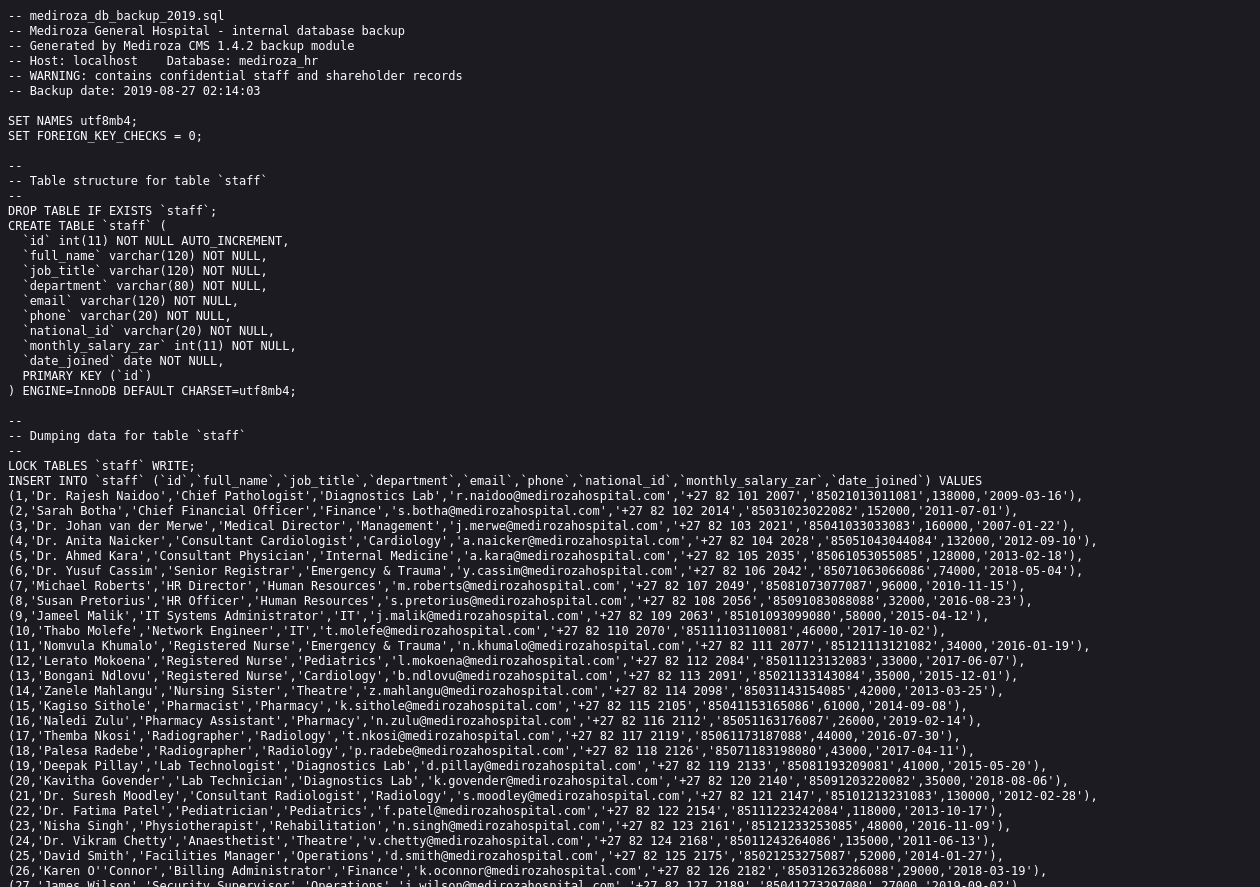 -- mediroza_db_backup_2019.sql
-- Mediroza General Hospital - internal database backup
-- Generated by Mediroza CMS 1.4.2 backup module
-- Host: localhost    Database: mediroza_hr
-- WARNING: contains confidential staff and shareholder records
-- Backup date: 2019-08-27 02:14:03

SET NAMES utf8mb4;
SET FOREIGN_KEY_CHECKS = 0;

--
-- Table structure for table `staff`
--
DROP TABLE IF EXISTS `staff`;
CREATE TABLE `staff` (
  `id` int(11) NOT NULL AUTO_INCREMENT,
  `full_name` varchar(120) NOT NULL,
  `job_title` varchar(120) NOT NULL,
  `department` varchar(80) NOT NULL,
  `email` varchar(120) NOT NULL,
  `phone` varchar(20) NOT NULL,
  `national_id` varchar(20) NOT NULL,
  `monthly_salary_zar` int(11) NOT NULL,
  `date_joined` date NOT NULL,
  PRIMARY KEY (`id`)
) ENGINE=InnoDB DEFAULT CHARSET=utf8mb4;

--
-- Dumping data for table `staff`
--
LOCK TABLES `staff` WRITE;
INSERT INTO `staff` (`id`,`full_name`,`job_title`,`department`,`email`,`phone`,`national_id`,`monthly_salary_zar`,`date_joined`) VALUES
(1,'Dr. Rajesh Naidoo','Chief Pathologist','Diagnostics Lab','r.naidoo@medirozahospital.com','+27 82 101 2007','85021013011081',138000,'2009-03-16'),
(2,'Sarah Botha','Chief Financial Officer','Finance','s.botha@medirozahospital.com','+27 82 102 2014','85031023022082',152000,'2011-07-01'),
(3,'Dr. Johan van der Merwe','Medical Director','Management','j.merwe@medirozahospital.com','+27 82 103 2021','85041033033083',160000,'2007-01-22'),
(4,'Dr. Anita Naicker','Consultant Cardiologist','Cardiology','a.naicker@medirozahospital.com','+27 82 104 2028','85051043044084',132000,'2012-09-10'),
(5,'Dr. Ahmed Kara','Consultant Physician','Internal Medicine','a.kara@medirozahospital.com','+27 82 105 2035','85061053055085',128000,'2013-02-18'),
(6,'Dr. Yusuf Cassim','Senior Registrar','Emergency & Trauma','y.cassim@medirozahospital.com','+27 82 106 2042','85071063066086',74000,'2018-05-04'),
(7,'Michael Roberts','HR Director','Human Resources','m.roberts@medirozahospital.com','+27 82 107 2049','85081073077087',96000,'2010-11-15'),
(8,'Susan Pretorius','HR Officer','Human Resources','s.pretorius@medirozahospital.com','+27 82 108 2056','85091083088088',32000,'2016-08-23'),
(9,'Jameel Malik','IT Systems Administrator','IT','j.malik@medirozahospital.com','+27 82 109 2063','85101093099080',58000,'2015-04-12'),
(10,'Thabo Molefe','Network Engineer','IT','t.molefe@medirozahospital.com','+27 82 110 2070','85111103110081',46000,'2017-10-02'),
(11,'Nomvula Khumalo','Registered Nurse','Emergency & Trauma','n.khumalo@medirozahospital.com','+27 82 111 2077','85121113121082',34000,'2016-01-19'),
(12,'Lerato Mokoena','Registered Nurse','Pediatrics','l.mokoena@medirozahospital.com','+27 82 112 2084','85011123132083',33000,'2017-06-07'),
(13,'Bongani Ndlovu','Registered Nurse','Cardiology','b.ndlovu@medirozahospital.com','+27 82 113 2091','85021133143084',35000,'2015-12-01'),
(14,'Zanele Mahlangu','Nursing Sister','Theatre','z.mahlangu@medirozahospital.com','+27 82 114 2098','85031143154085',42000,'2013-03-25'),
(15,'Kagiso Sithole','Pharmacist','Pharmacy','k.sithole@medirozahospital.com','+27 82 115 2105','85041153165086',61000,'2014-09-08'),
(16,'Naledi Zulu','Pharmacy Assistant','Pharmacy','n.zulu@medirozahospital.com','+27 82 116 2112','85051163176087',26000,'2019-02-14'),
(17,'Themba Nkosi','Radiographer','Radiology','t.nkosi@medirozahospital.com','+27 82 117 2119','85061173187088',44000,'2016-07-30'),
(18,'Palesa Radebe','Radiographer','Radiology','p.radebe@medirozahospital.com','+27 82 118 2126','85071183198080',43000,'2017-04-11'),
(19,'Deepak Pillay','Lab Technologist','Diagnostics Lab','d.pillay@medirozahospital.com','+27 82 119 2133','85081193209081',41000,'2015-05-20'),
(20,'Kavitha Govender','Lab Technician','Diagnostics Lab','k.govender@medirozahospital.com','+27 82 120 2140','85091203220082',35000,'2018-08-06'),
(21,'Dr. Suresh Moodley','Consultant Radiologist','Radiology','s.moodley@medirozahospital.com','+27 82 121 2147','85101213231083',130000,'2012-02-28'),
(22,'Dr. Fatima Patel','Pediatrician','Pediatrics','f.patel@medirozahospital.com','+27 82 122 2154','85111223242084',118000,'2013-10-17'),
(23,'Nisha Singh','Physiotherapist','Rehabilitation','n.singh@medirozahospital.com','+27 82 123 2161','85121233253085',48000,'2016-11-09'),
(24,'Dr. Vikram Chetty','Anaesthetist','Theatre','v.chetty@medirozahospital.com','+27 82 124 2168','85011243264086',135000,'2011-06-13'),
(25,'David Smith','Facilities Manager','Operations','d.smith@medirozahospital.com','+27 82 125 2175','85021253275087',52000,'2014-01-27'),
(26,'Karen O''Connor','Billing Administrator','Finance','k.oconnor@medirozahospital.com','+27 82 126 2182','85031263286088',29000,'2018-03-19'),
(27,'James Wilson','Security Supervisor','Operations','j.wilson@medirozahospital.com','+27 82 127 2189','85041273297080',27000,'2019-09-02'),